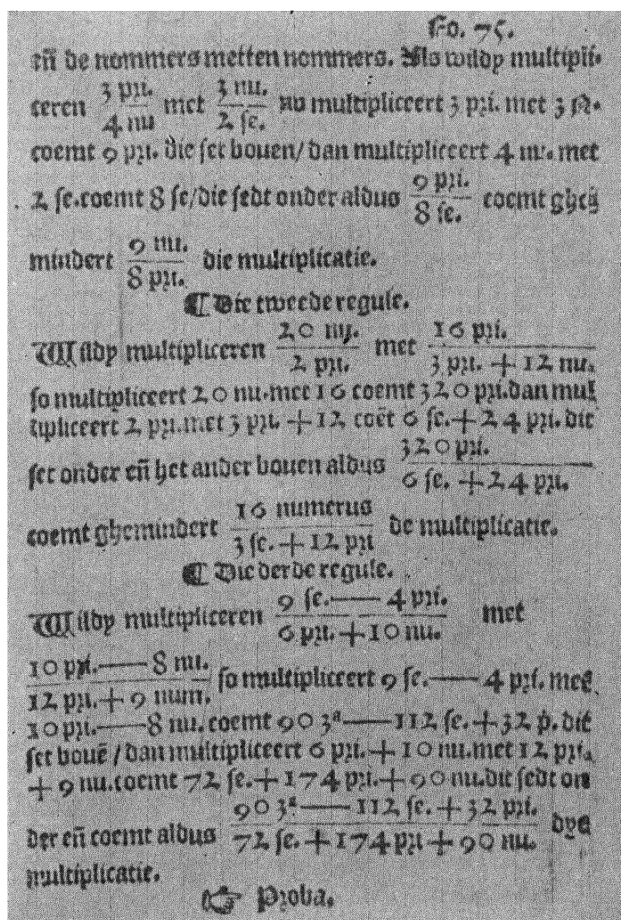 Fo. 75.
eñ de nommers metten nommers. Als wildy multipli-
ceren 3 pri./4 nu met 3 nu./2 se. nv multipliceert 3 pri. met 3 N.
coemt 9 pri. die set bouen/ dan multipliceert 4 nu. met
2 se. coemt 8 se/die sedt onder aldus 9 pri./8 se. coemt ghe
mindert 9 nu./8 pri. die multiplicatie.
¶ Die tweede regule.
Wildy multipliceren 20 nu./2 pri. met 16 pri./3 pri. + 12 nu.
so multipliceert 20 nu. met 16 coemt 320 pri. dan mul
tipliceert 2 pri. met 3 pri. + 12 coēt 6 se. + 24 pri. die
set onder eñ het ander bouen aldus 320 pri./6 se. + 24 pri.
coemt ghemindert 16 numerus/3 se. + 12 pri de multiplicatie.
¶ Die derde regule.
Wildy multipliceren 9 se. — 4 pri./6 pri. + 10 nu. met
10 pri. — 8 nu./12 pri. + 9 num. so multipliceert 9 se. — 4 pri. met
10 pri. — 8 nu. coemt 90 3ª — 112 se. + 32 p. dit
set bouē / dan multipliceert 6 pri. + 10 nu. met 12 pri.
+ 9 nu. coemt 72 se. + 174 pri. + 90 nu. die sedt on
der eñ coemt aldus 90 3ª — 112 se. + 32 pri./72 se. + 174 pri + 90 nu. dye
multiplicatie.
☞ Proba.